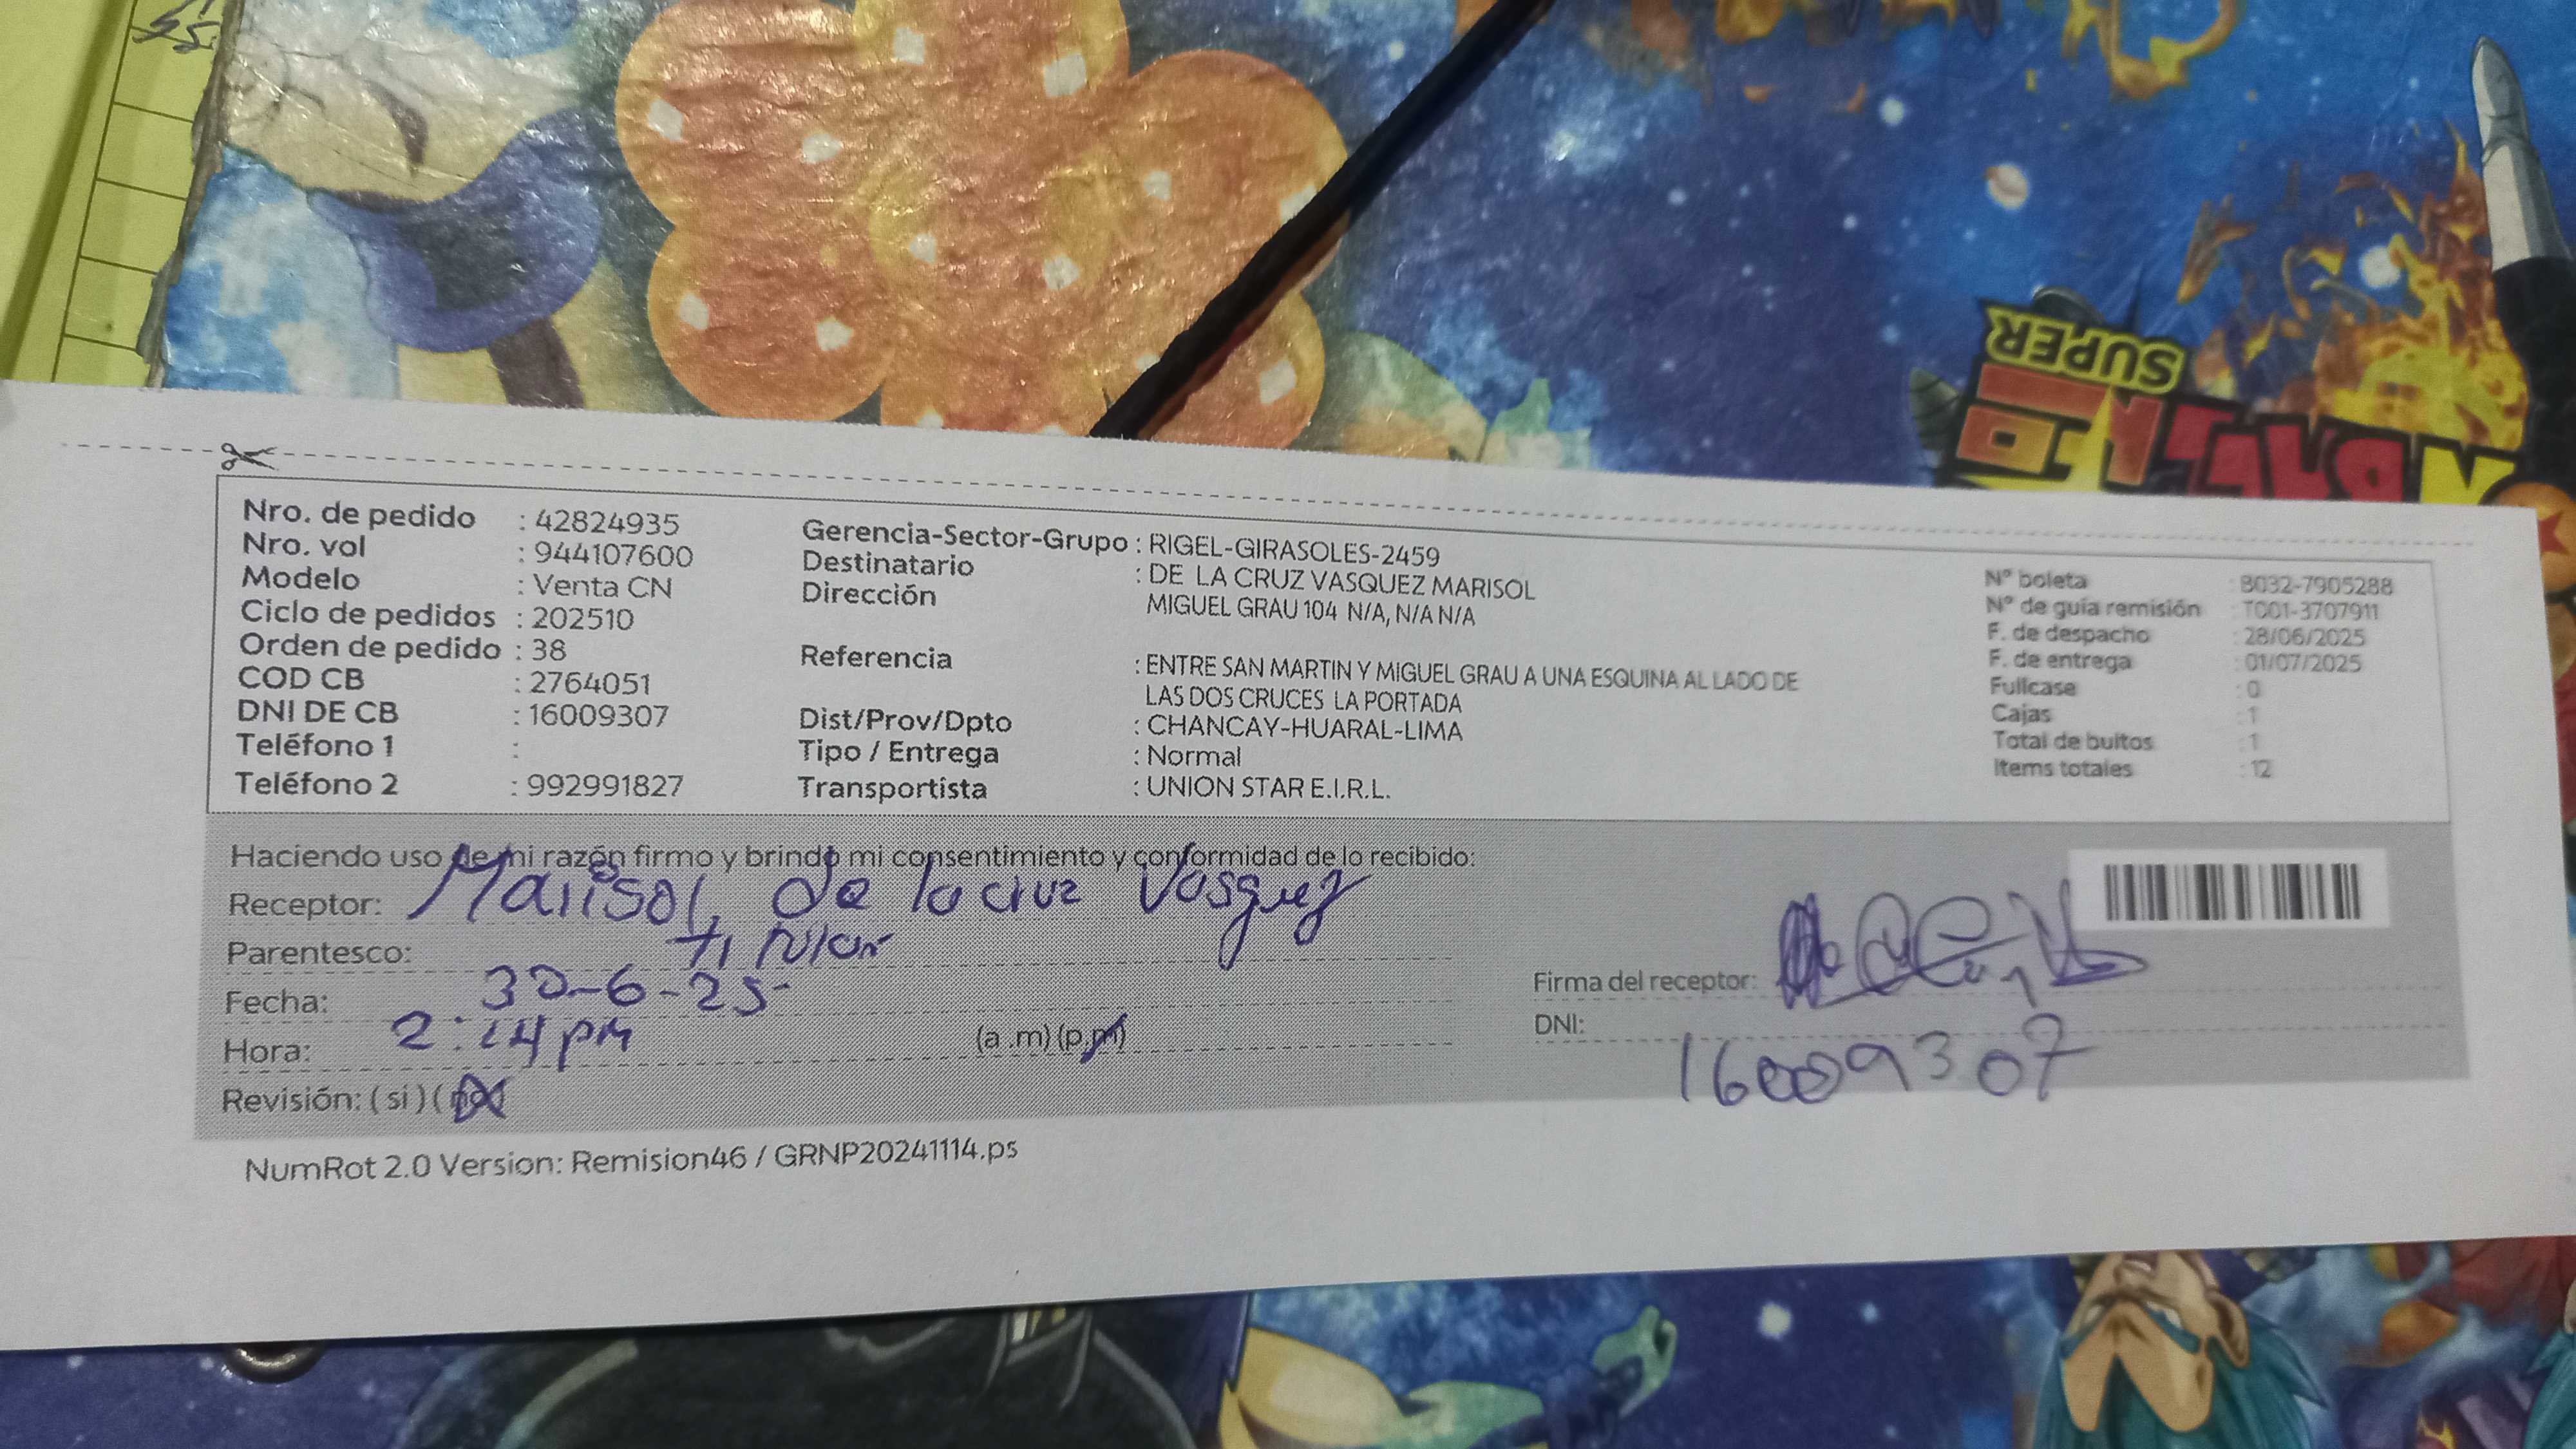 SUPER
Nro. de pedido : 42824935
Nro. vol : 944107600
Modelo : Venta CN
Ciclo de pedidos : 202510
Orden de pedido : 38
COD CB : 2764051
DNI DE CB : 16009307
Teléfono 1 :
Teléfono 2 : 992991827
Gerencia-Sector-Grupo : RIGEL-GIRASOLES-2459
Destinatario : DE LA CRUZ VASQUEZ MARISOL
Dirección MIGUEL GRAU 104 N/A, N/A N/A
Referencia : ENTRE SAN MARTIN Y MIGUEL GRAU A UNA ESQUINA AL LADO DE
LAS DOS CRUCES LA PORTADA
Dist/Prov/Dpto : CHANCAY-HUARAL-LIMA
Tipo / Entrega : Normal
Transportista : UNION STAR E.I.R.L.
Nº boleta : B032-7905288
Nº de guía remisión : T001-3707911
F. de despacho : 28/06/2025
F. de entrega : 01/07/2025
Fullcase : 0
Cajas : 1
Total de bultos : 1
Items totales : 12
Haciendo uso de mi razón firmo y brindo mi consentimiento y conformidad de lo recibido:
Receptor: Marisol, de la cruz Vasquez
Parentesco: titular
Fecha: 30-6-25
Hora: 2:14 pm (a .m) (p.m)
Revisión: ( si ) ( no )
Firma del receptor:
DNI: 16009307
NumRot 2.0 Version: Remision46 / GRNP20241114.ps